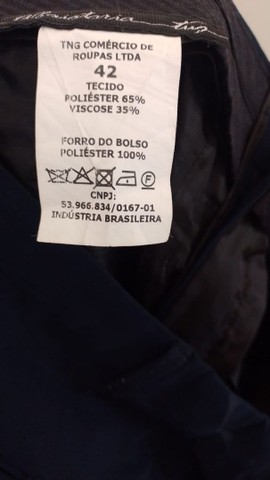 tng
TNG COMÉRCIO DE
ROUPAS LTDA
42
TECIDO
POLIÉSTER 65%
VISCOSE 35%
FORRO DO BOLSO
POLIÉSTER 100%
F
CNPJ:
53.966.834/0167-01
INDÚSTRIA BRASILEIRA